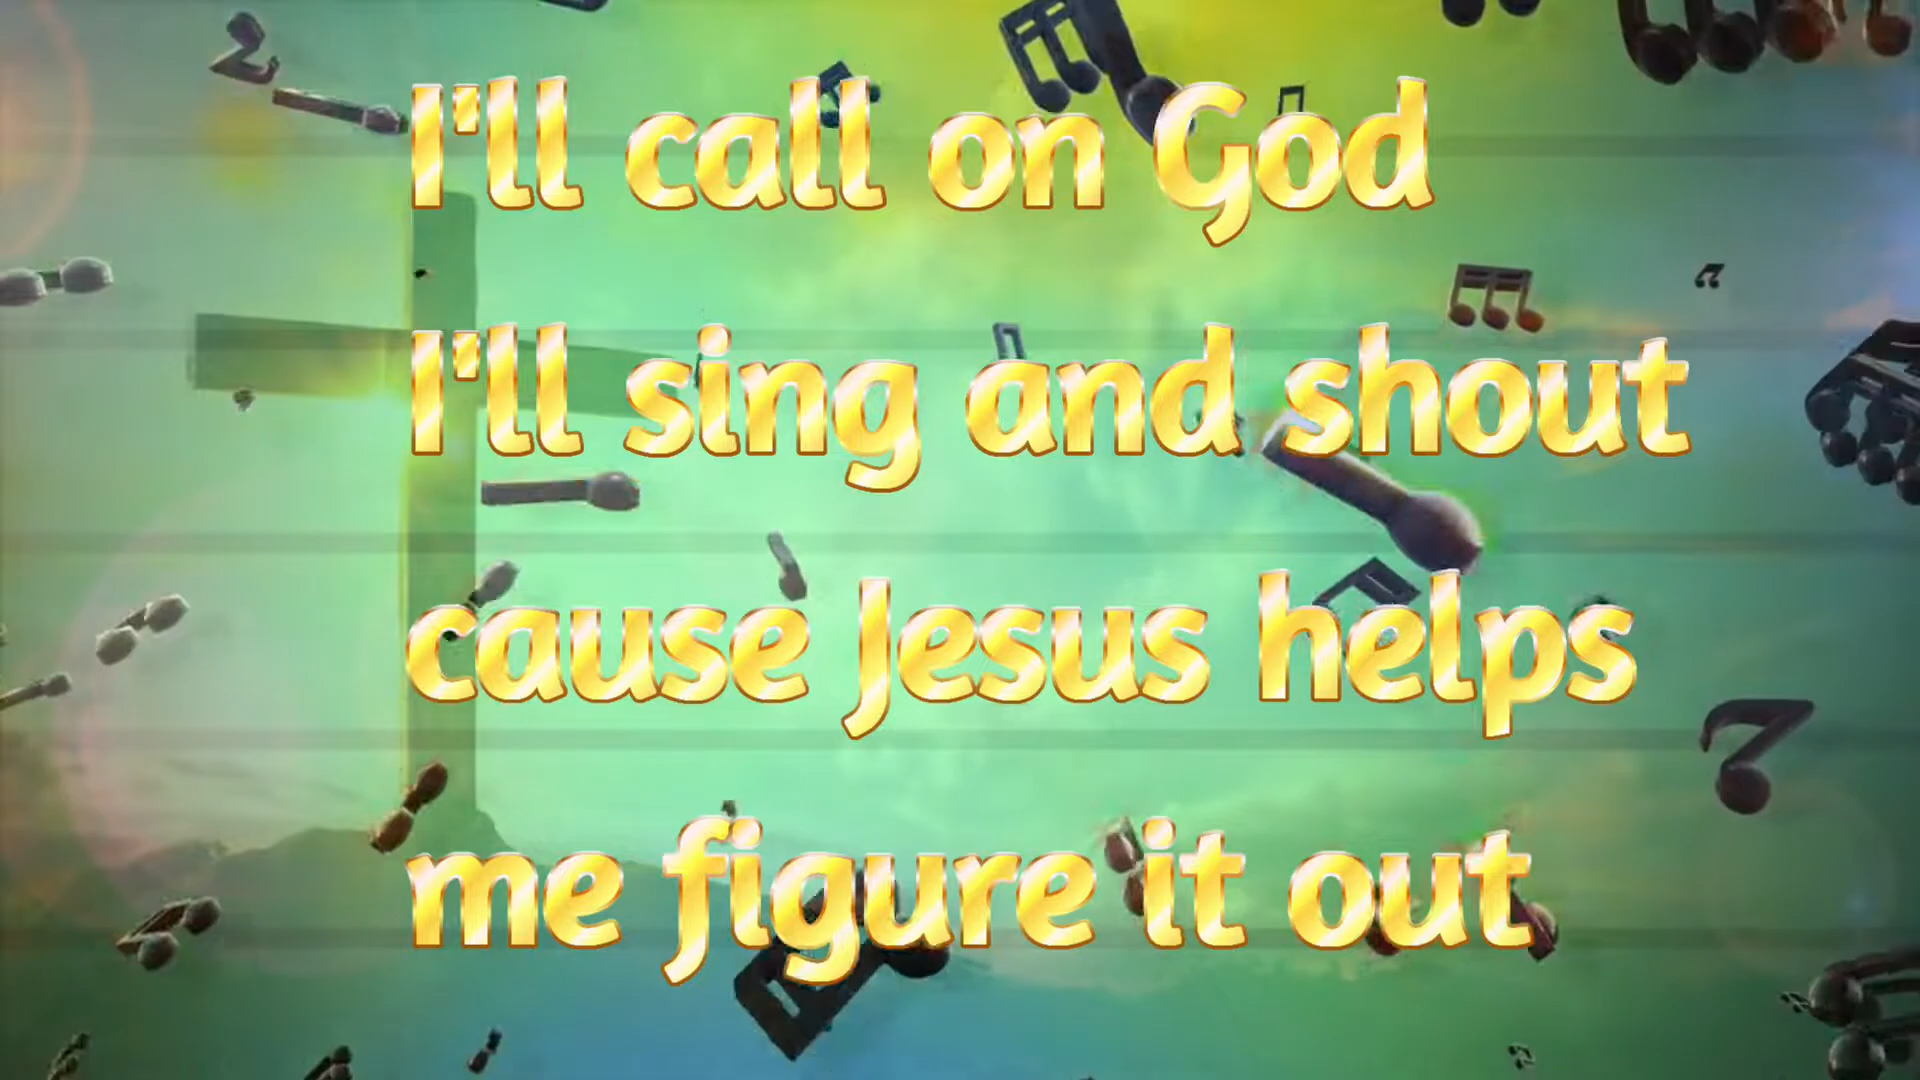 I'll call on God
I'll sing and shout
cause Jesus helps
me figure it out